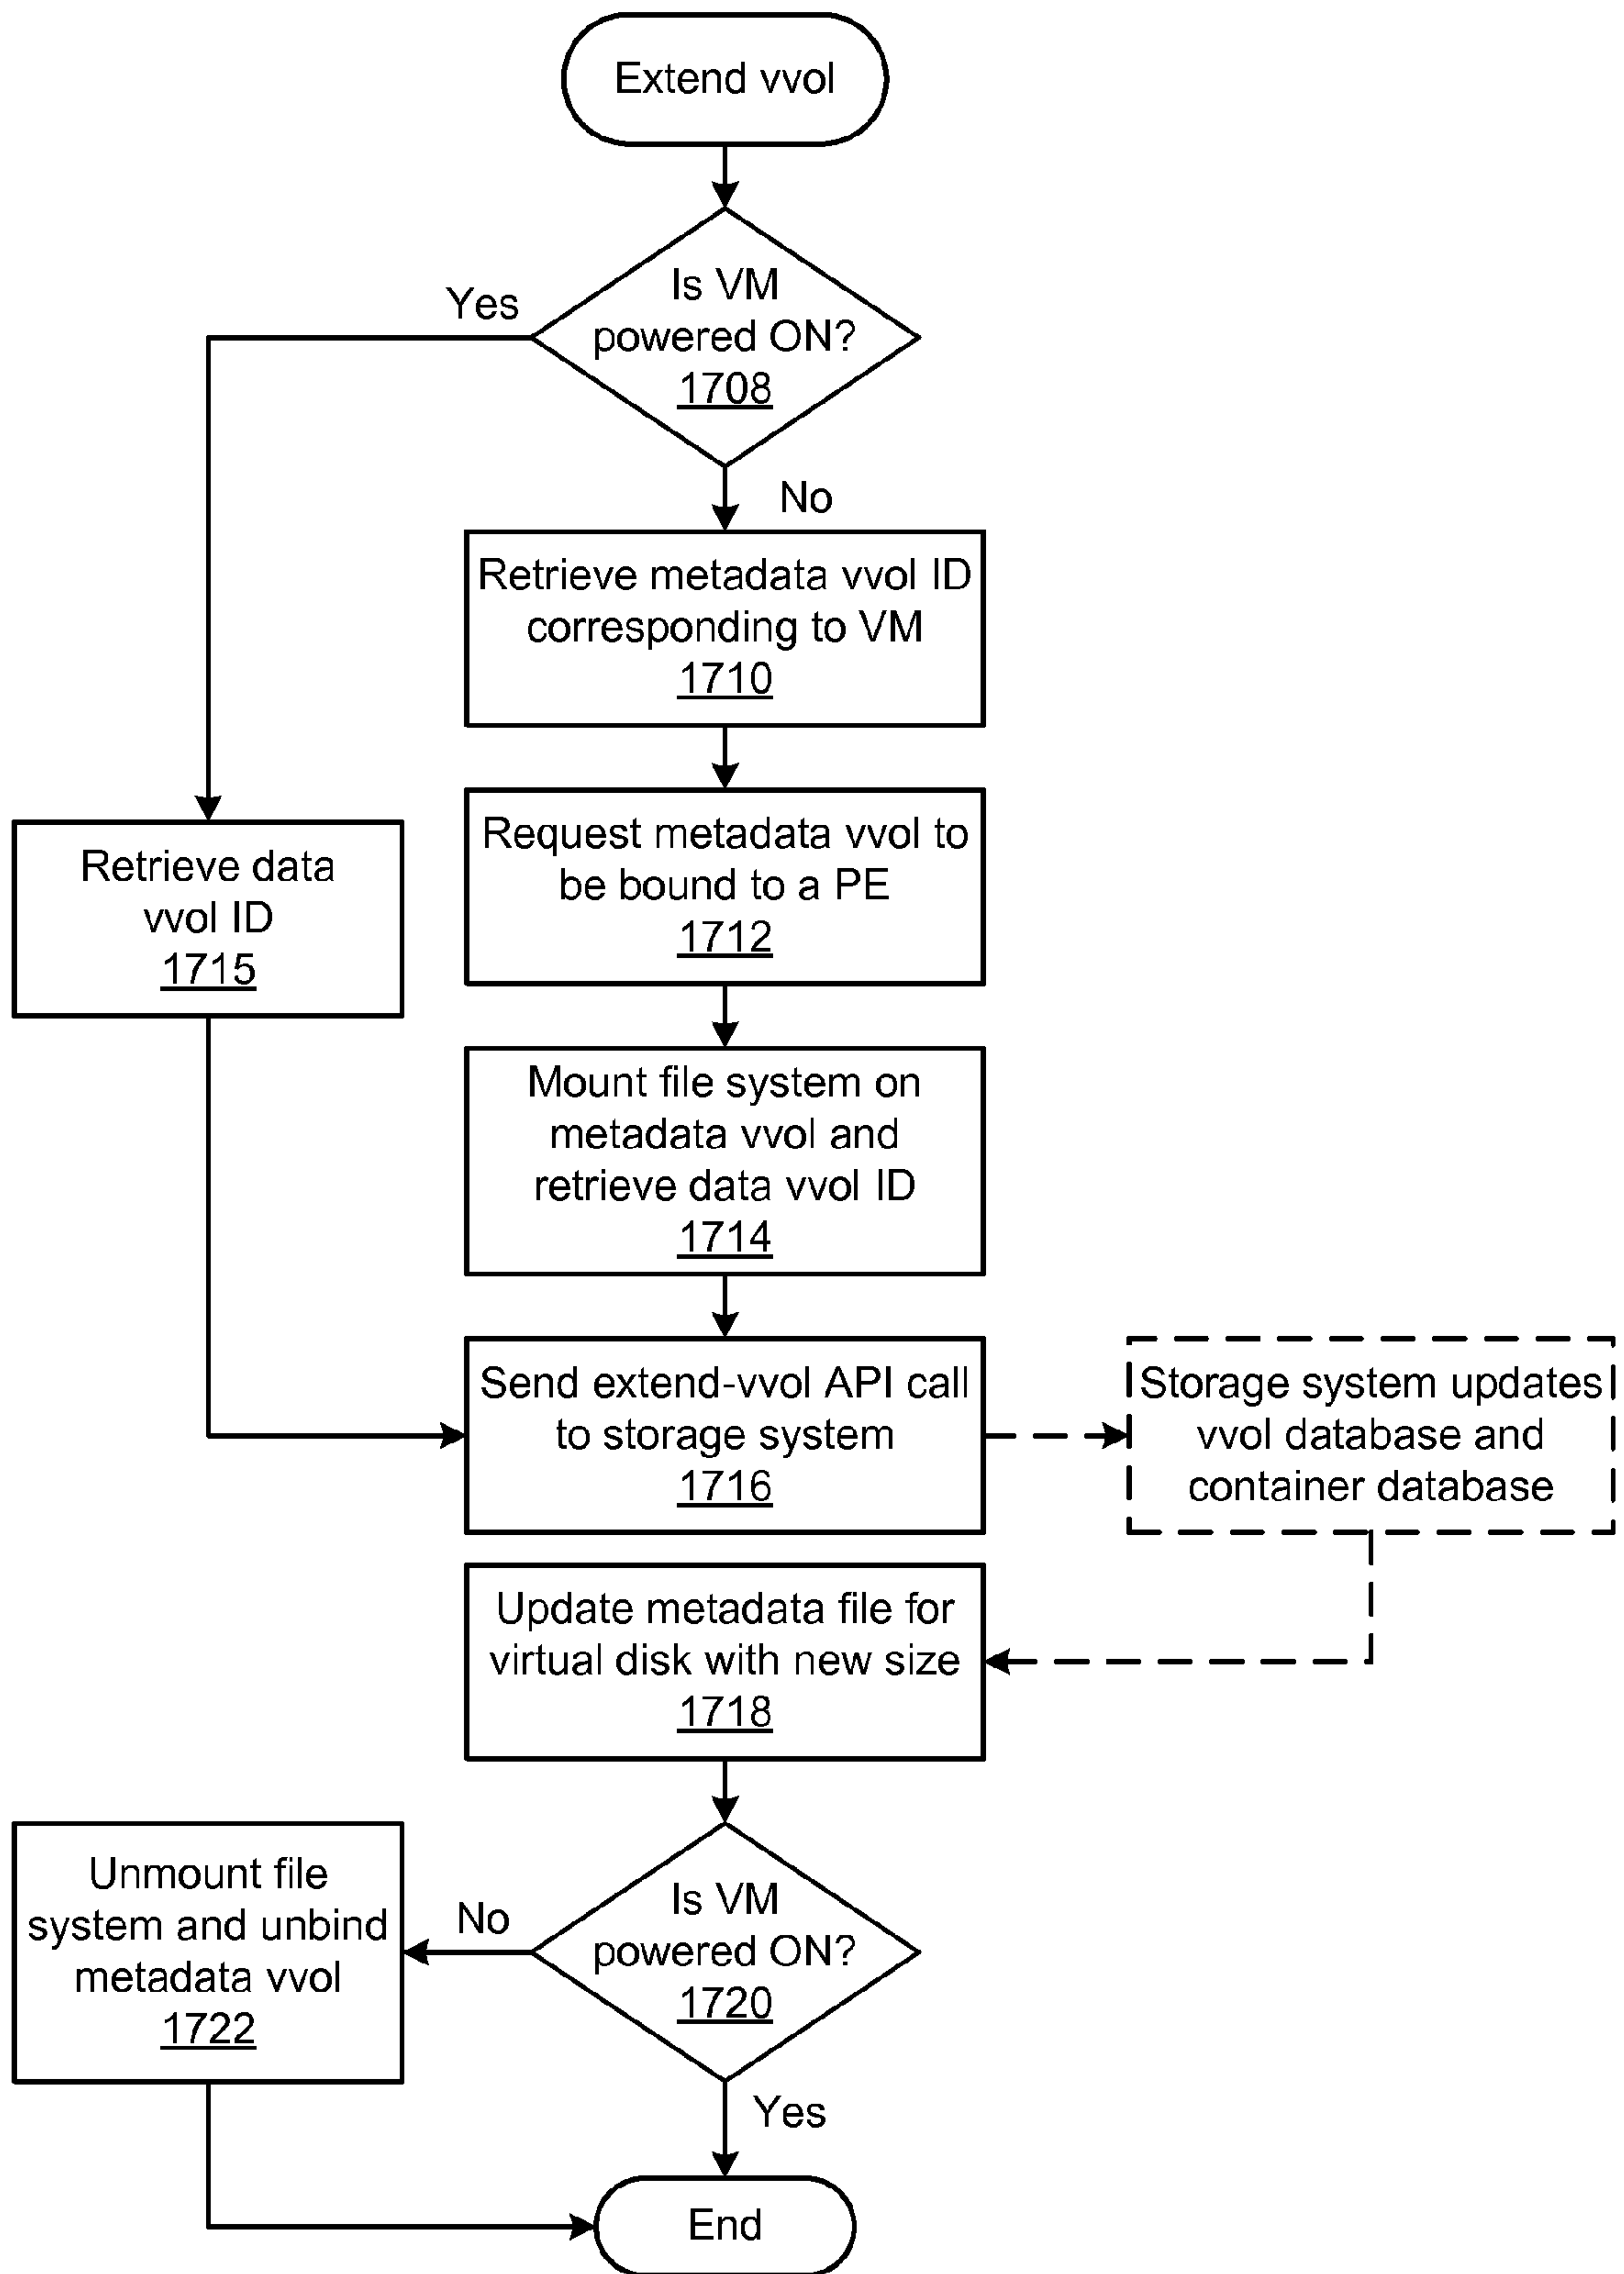 Extend vvol
Is VM
powered ON?
1708
Yes
No
Retrieve metadata vvol ID
corresponding to VM
1710
Request metadata vvol to
be bound to a PE
1712
Retrieve data
vvol ID
1715
Mount file system on
metadata vvol and
retrieve data vvol ID
1714
Send extend-vvol API call
to storage system
1716
Storage system updates
vvol database and
container database
Update metadata file for
virtual disk with new size
1718
Is VM
powered ON?
1720
No
Unmount file
system and unbind
metadata vvol
1722
Yes
End